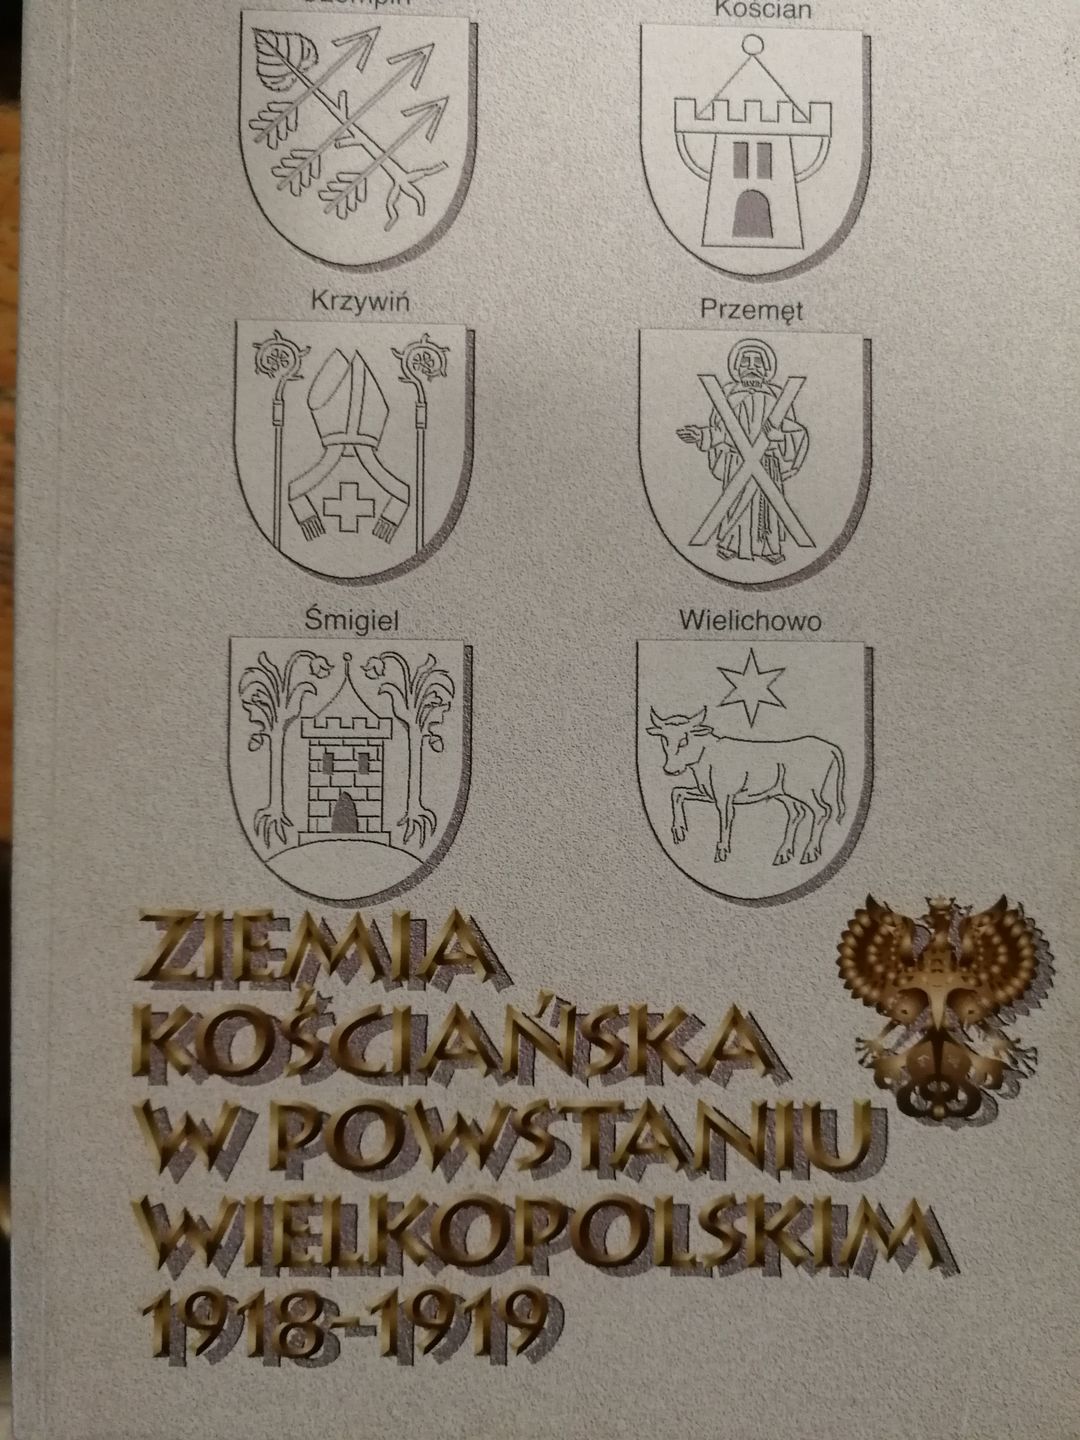 Kościan
Krzywiń
Przemęt
Śmigiel
Wielichowo
ZIEMIA
KOŚCIAŃSKA
W POWSTANIU
WIELKOPOLSKIM
1918-1919